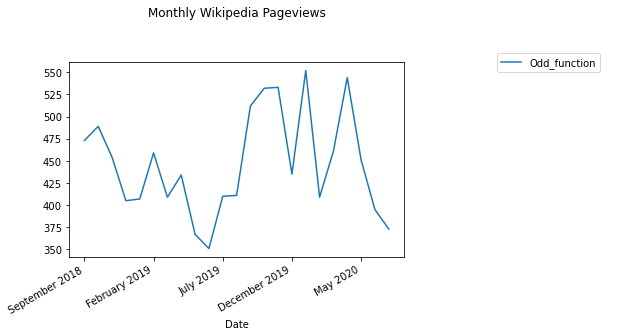 Monthly Wikipedia Pageviews
Odd_function
550
525
500
475
450
425
400
375
350
September 2018
February 2019
July 2019
December 2019
May 2020
Date